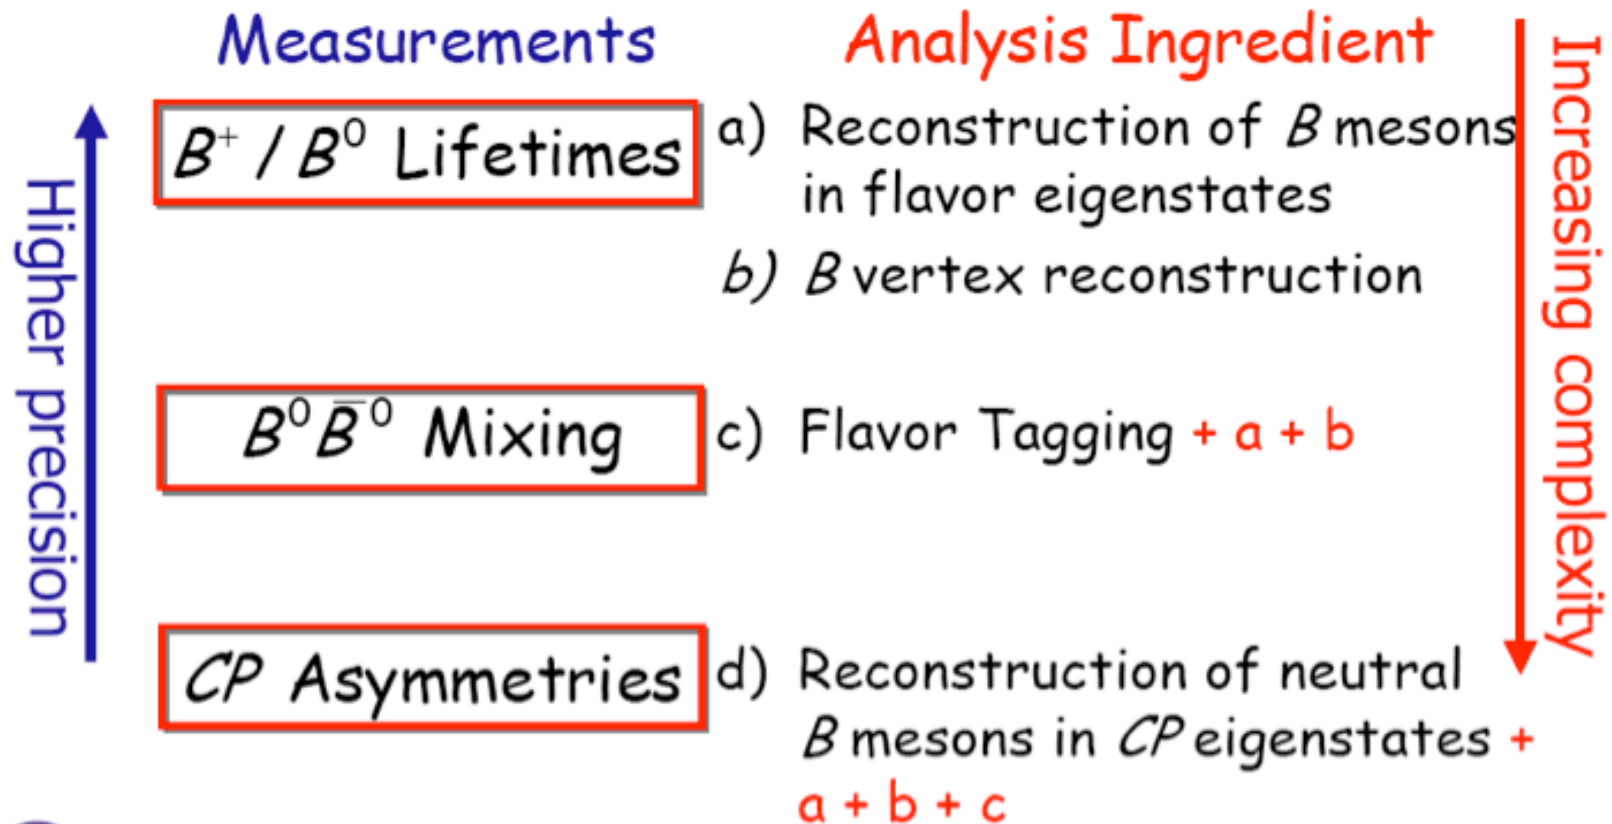 Measurements
Analysis Ingredient
Higher precision
Increasing complexity
B⁺ / B⁰ Lifetimes
a) Reconstruction of B mesons
in flavor eigenstates
b) B vertex reconstruction
B⁰B̅⁰ Mixing
c) Flavor Tagging + a + b
CP Asymmetries
d) Reconstruction of neutral
B mesons in CP eigenstates +
a + b + c